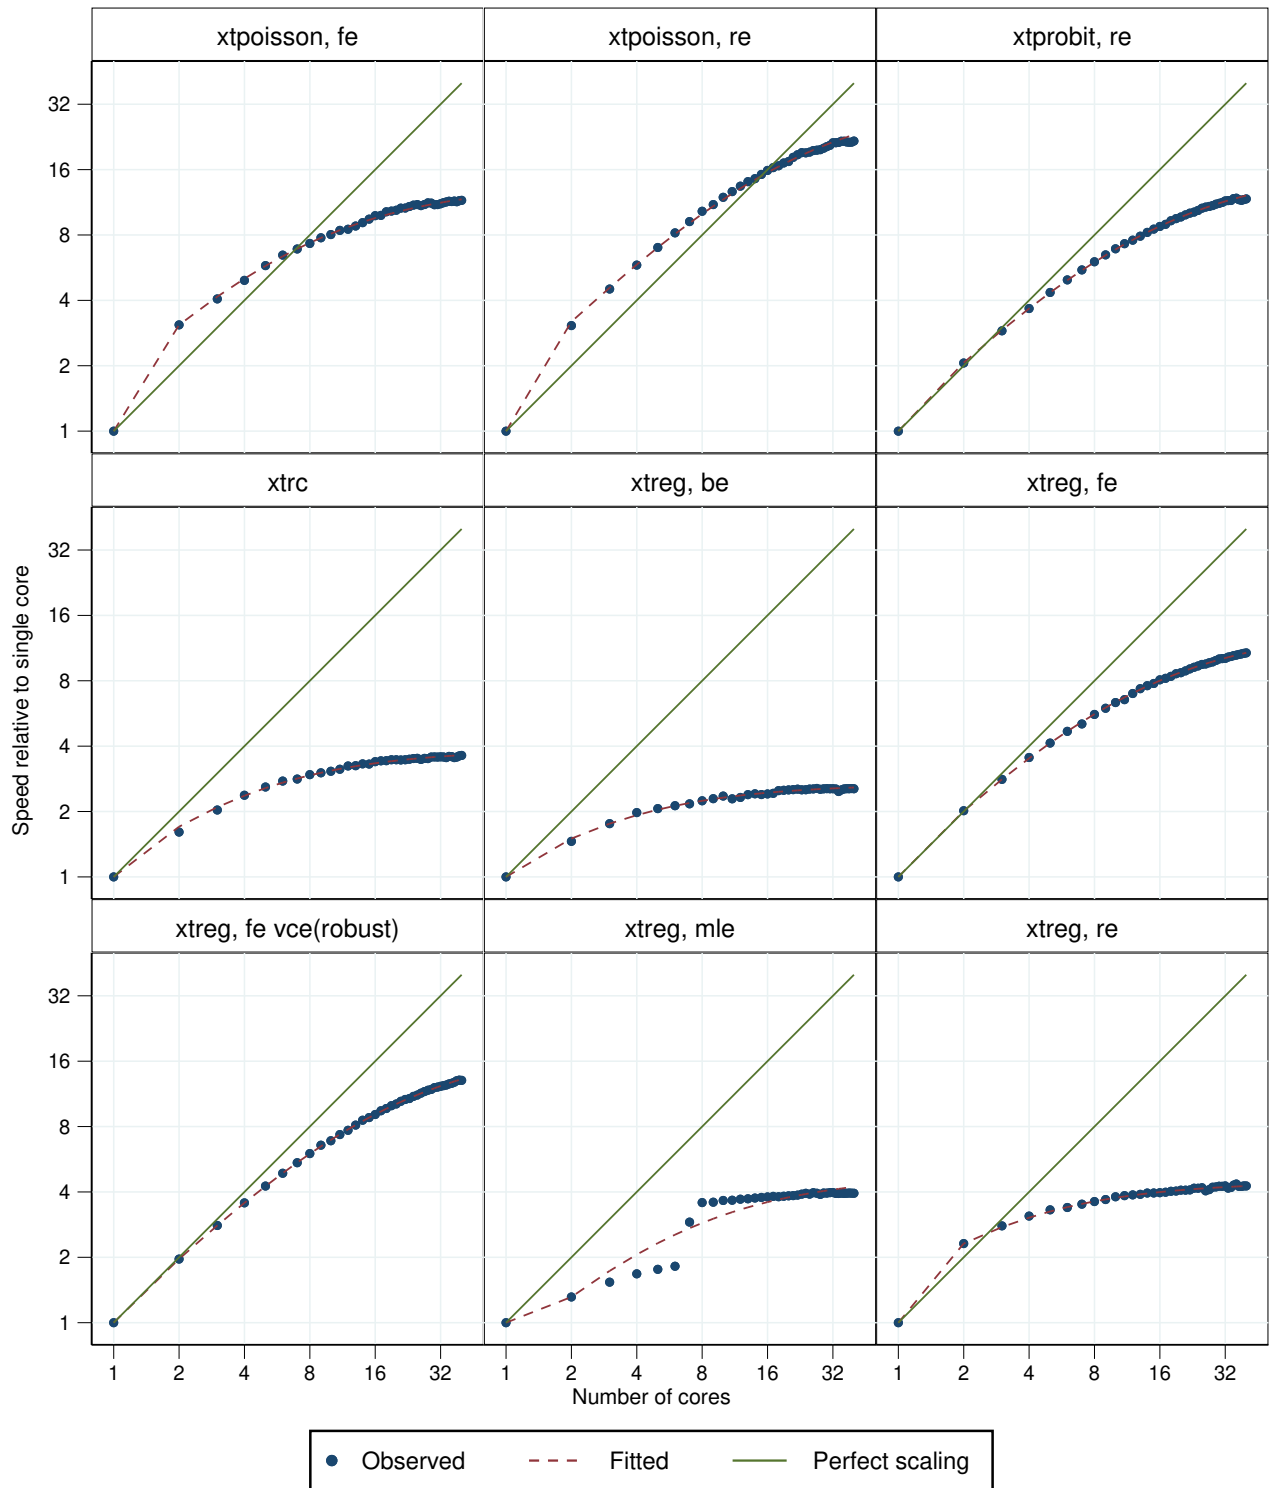 xtpoisson, fe
xtpoisson, re
xtprobit, re
32
16
8
4
2
1
xtrc
xtreg, be
xtreg, fe
Speed relative to single core
32
16
8
4
2
1
xtreg, fe vce(robust)
xtreg, mle
xtreg, re
32
16
8
4
2
1
1 2 4 8 16 32
1 2 4 8 16 32
1 2 4 8 16 32
Number of cores
Observed
Fitted
Perfect scaling